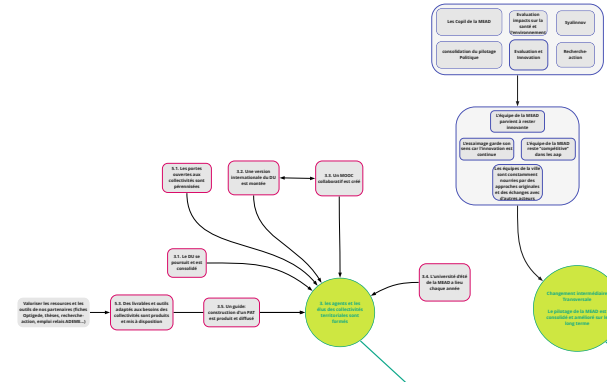 Les Copil de la MEAD
Evaluation
impacts sur la
santé et
l'environnement
SysInnov
consolidation du pilotage
Politique
Evaluation et
Innovation
Recherche-
action
L'équipe de la MEAD
parvient à rester
innovante
L'essaimage garde son
sens car l'innovation est
continue
L'équipe de la MEAD
reste "compétitive"
dans les aap
Les équipes de la ville
sont constamment
nourries par des
approches originales
et des échanges avec
d'autres acteurs
5.1. Les portes
ouvertes aux
collectivités sont
pérennisées
3.2. Une version
internationale du DU
est montée
3.3. Un MOOC
collaboratif est créé
3.1. Le DU se
poursuit et est
consolidé
3.4. L'université d'été
de la MEAD a lieu
chaque année
Valoriser les resources et les
outils de nos partenaires (fiches
Optigede, thèses, recherche-
action, emploi relais ADEME...)
5.3. Des livrables et outils
adaptés aux besoins des
collectivités sont produits
et mis à disposition
3.5. Un guide:
construction d'un PAT
est produit et diffusé
3. les agents et les
élus des collectivités
territoriales sont
formés
Changement intermédiaire
Transversale
Le pilotage de la MEAD est
consolidé et amélioré sur le
long terme